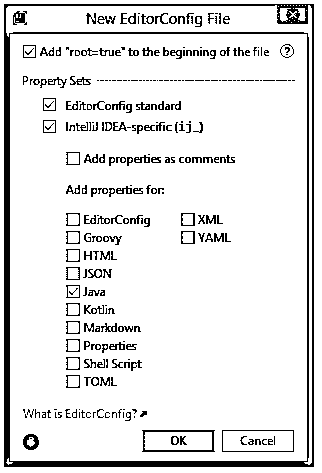 New EditorConfig File
Add "root=true" to the beginning of the file ?
Property Sets
EditorConfig standard
IntelliJ IDEA-specific (ij_)
Add properties as comments
Add properties for:
EditorConfig XML
Groovy YAML
HTML
JSON
Java
Kotlin
Markdown
Properties
Shell Script
TOML
What is EditorConfig? ↗
OK Cancel